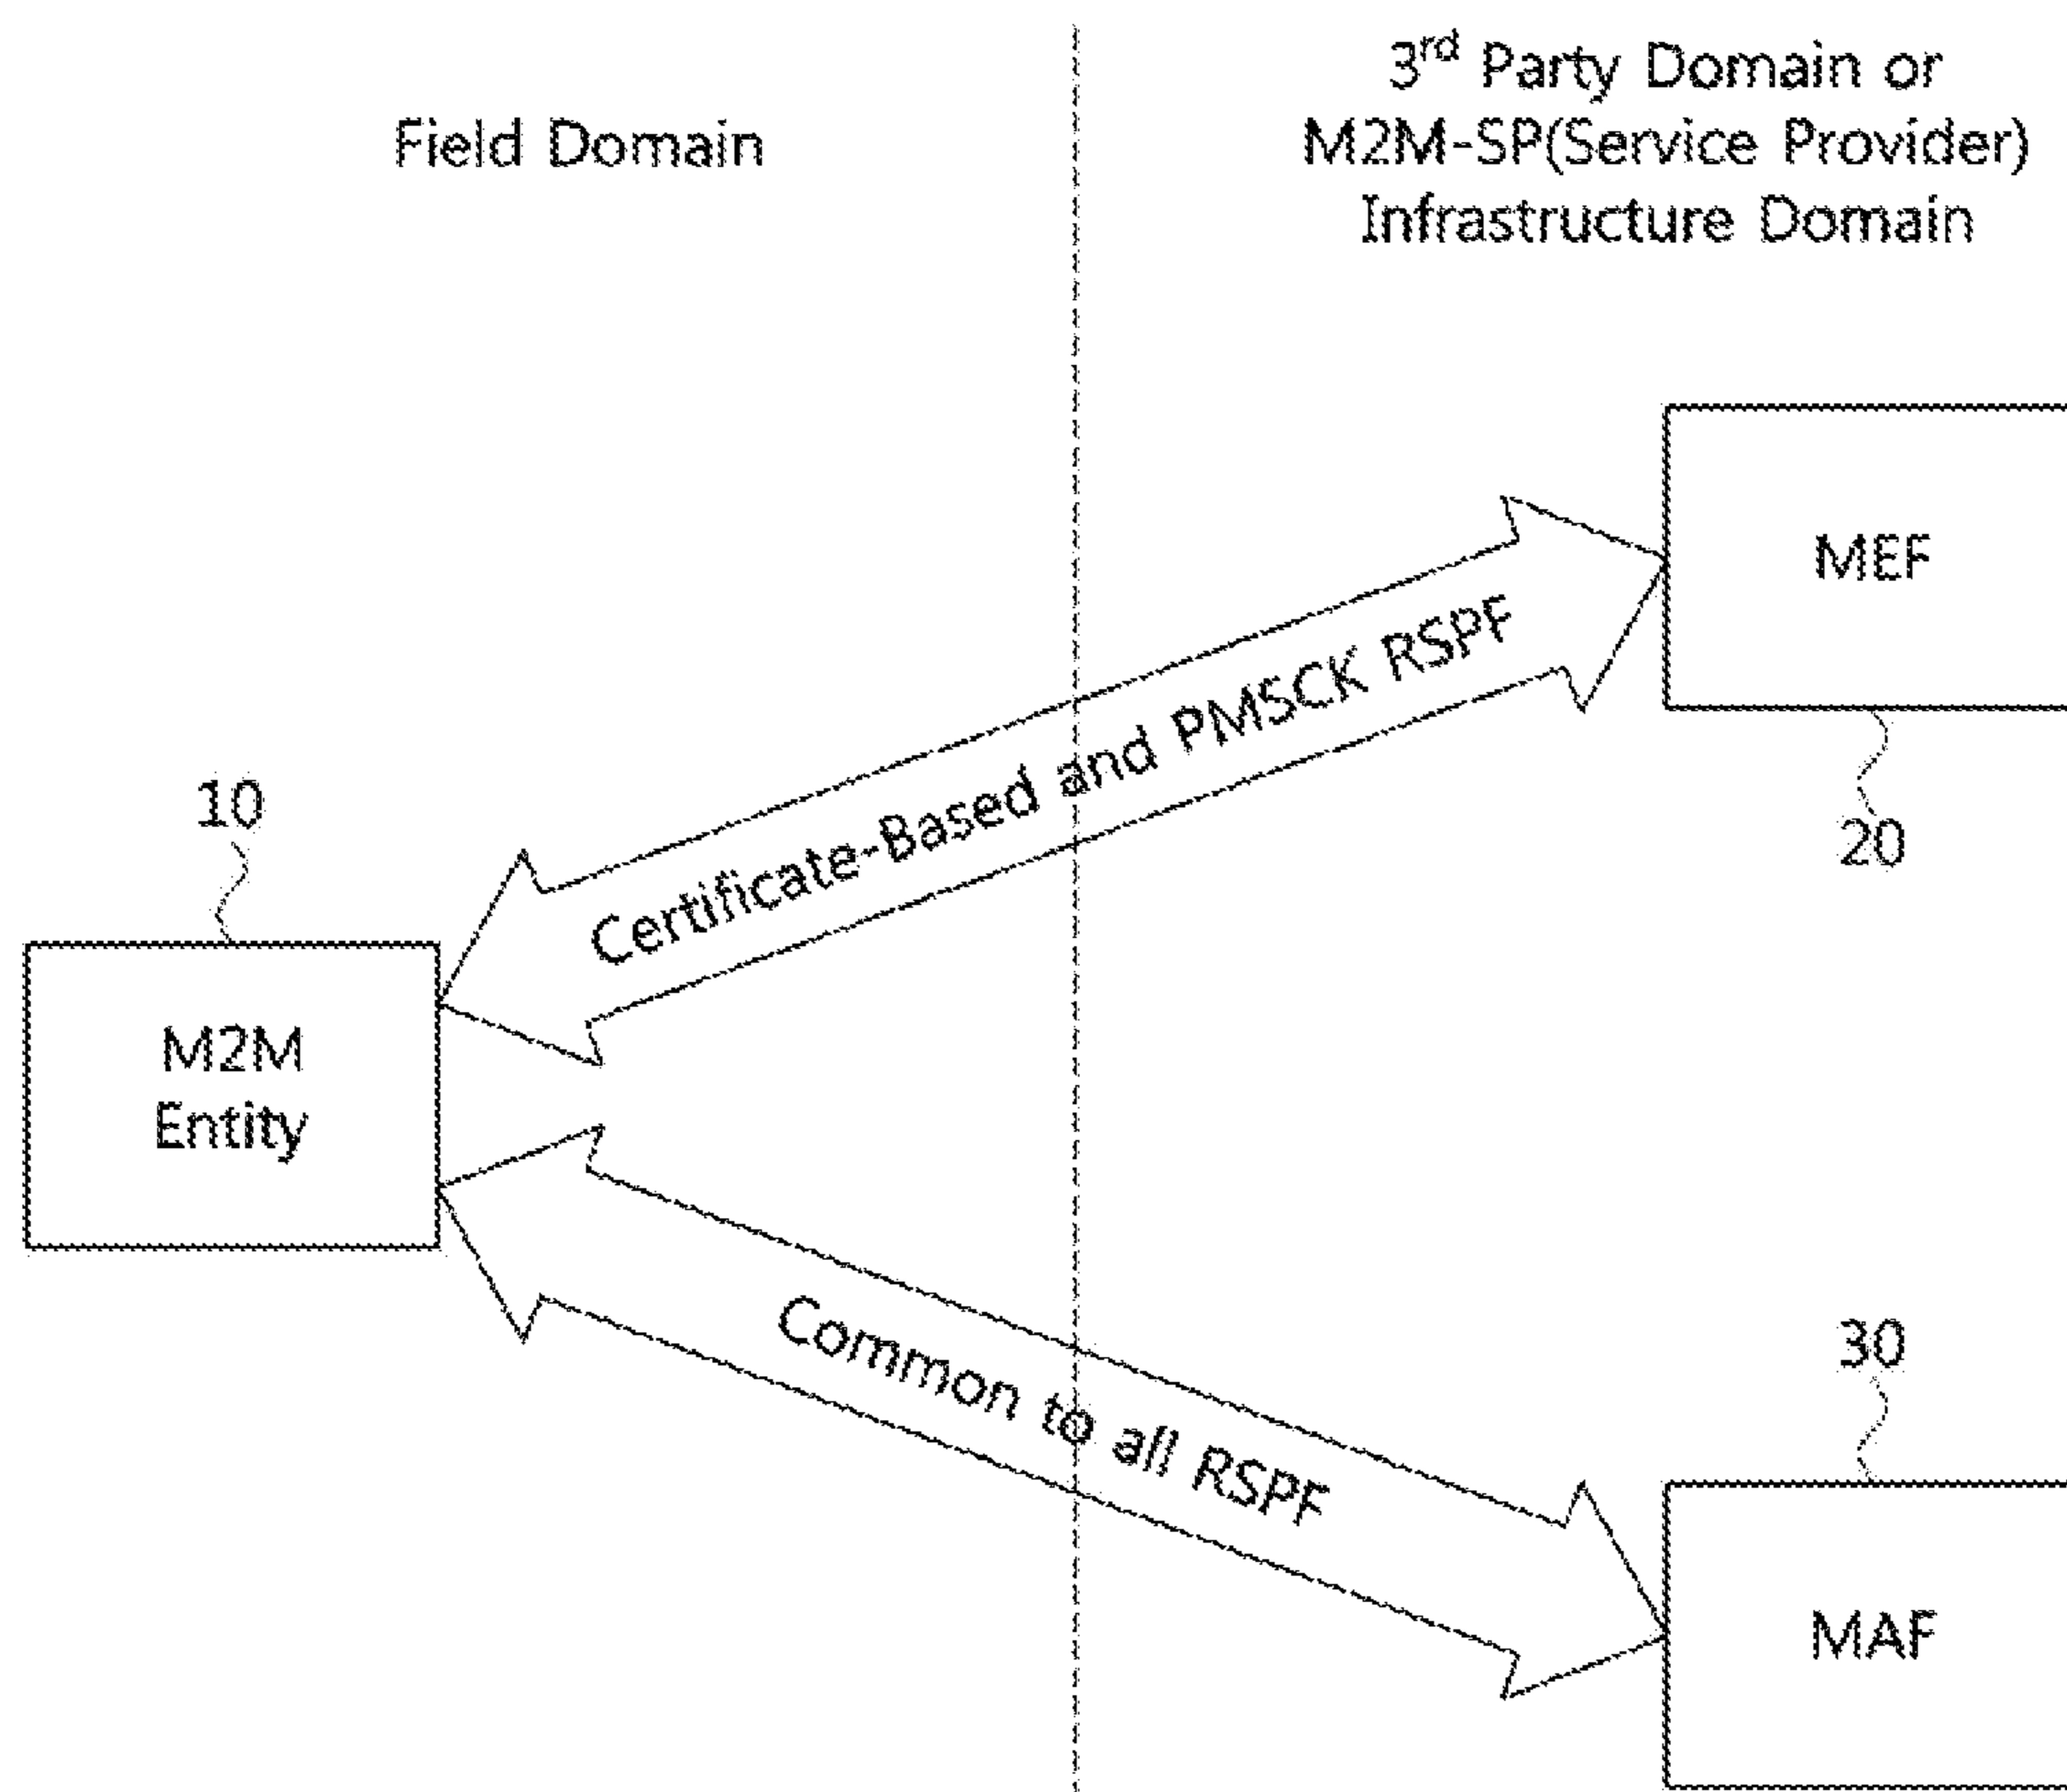 Field Domain
3rd Party Domain or
M2M-SP(Service Provider)
Infrastructure Domain
MEF
20
Certificate-Based and PMSCK RSPF
10
M2M
Entity
Common to all RSPF
30
MAF